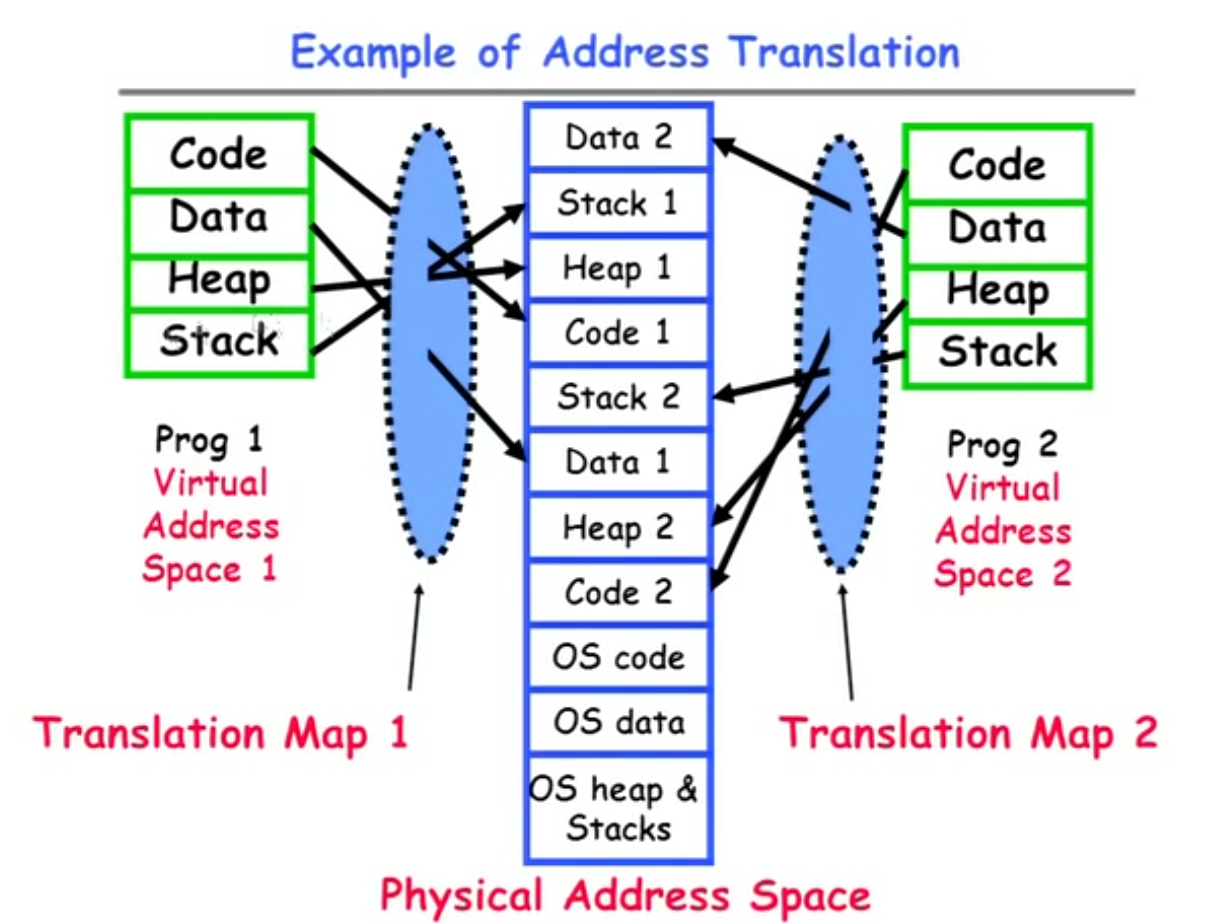 Example of Address Translation
Code
Data
Heap
Stack
Prog 1
Virtual
Address
Space 1
Translation Map 1
Data 2
Stack 1
Heap 1
Code 1
Stack 2
Data 1
Heap 2
Code 2
OS code
OS data
OS heap &
Stacks
Physical Address Space
Code
Data
Heap
Stack
Prog 2
Virtual
Address
Space 2
Translation Map 2